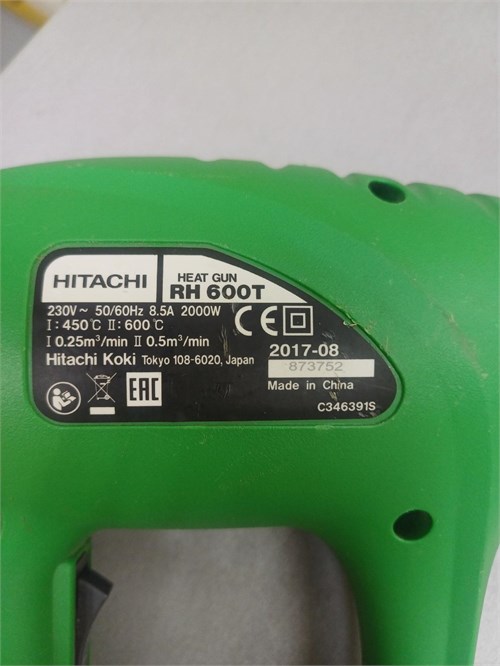 HITACHI
HEAT GUN
RH 600T
230V~ 50/60Hz 8.5A 2000W
I : 450℃ II : 600℃
I 0.25m³/min II 0.5m³/min
Hitachi Koki Tokyo 108-6020, Japan
CE
2017-08
873752
Made in China
EAC
C346391S